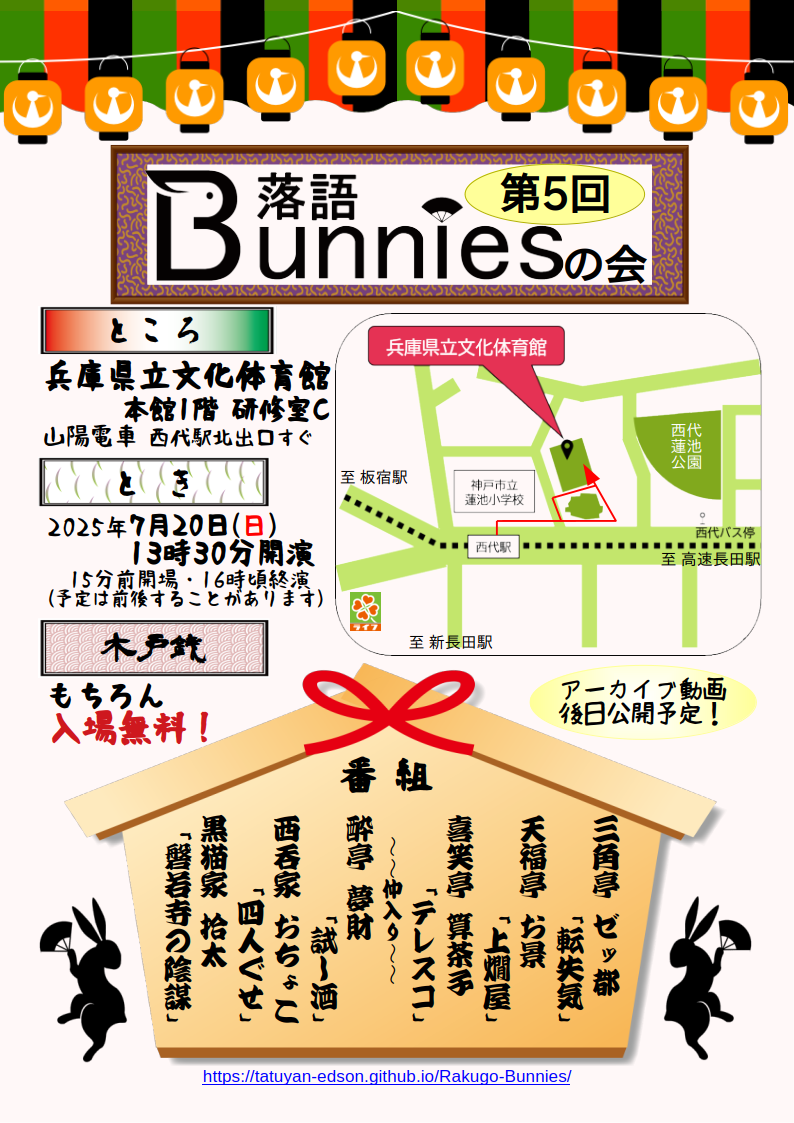 落語
Bunniesの会
第5回
ところ
兵庫県立文化体育館
本館1階 研修室C
山陽電車 西代駅北出口すぐ
とき
2025年7月20日(日)
13時30分開演
15分前開場・16時頃終演
(予定は前後することがあります)
木戸銭
もちろん
入場無料！
兵庫県立文化体育館
西代
蓮池
公園
至 板宿駅
神戸市立
蓮池小学校
西代バス停
西代駅
至 高速長田駅
ライフ
至 新長田駅
アーカイブ動画
後日公開予定！
番組
三角亭 ゼッ都
「転失気」
天福亭 お景
「上燗屋」
喜笑亭 算茶子
「テレスコ」
～～仲入り～～
酔亭 夢財
「試し酒」
西呑家 おちょこ
「四人ぐせ」
黒猫家 拾太
「磐若寺の陰謀」
https://tatuyan-edson.github.io/Rakugo-Bunnies/